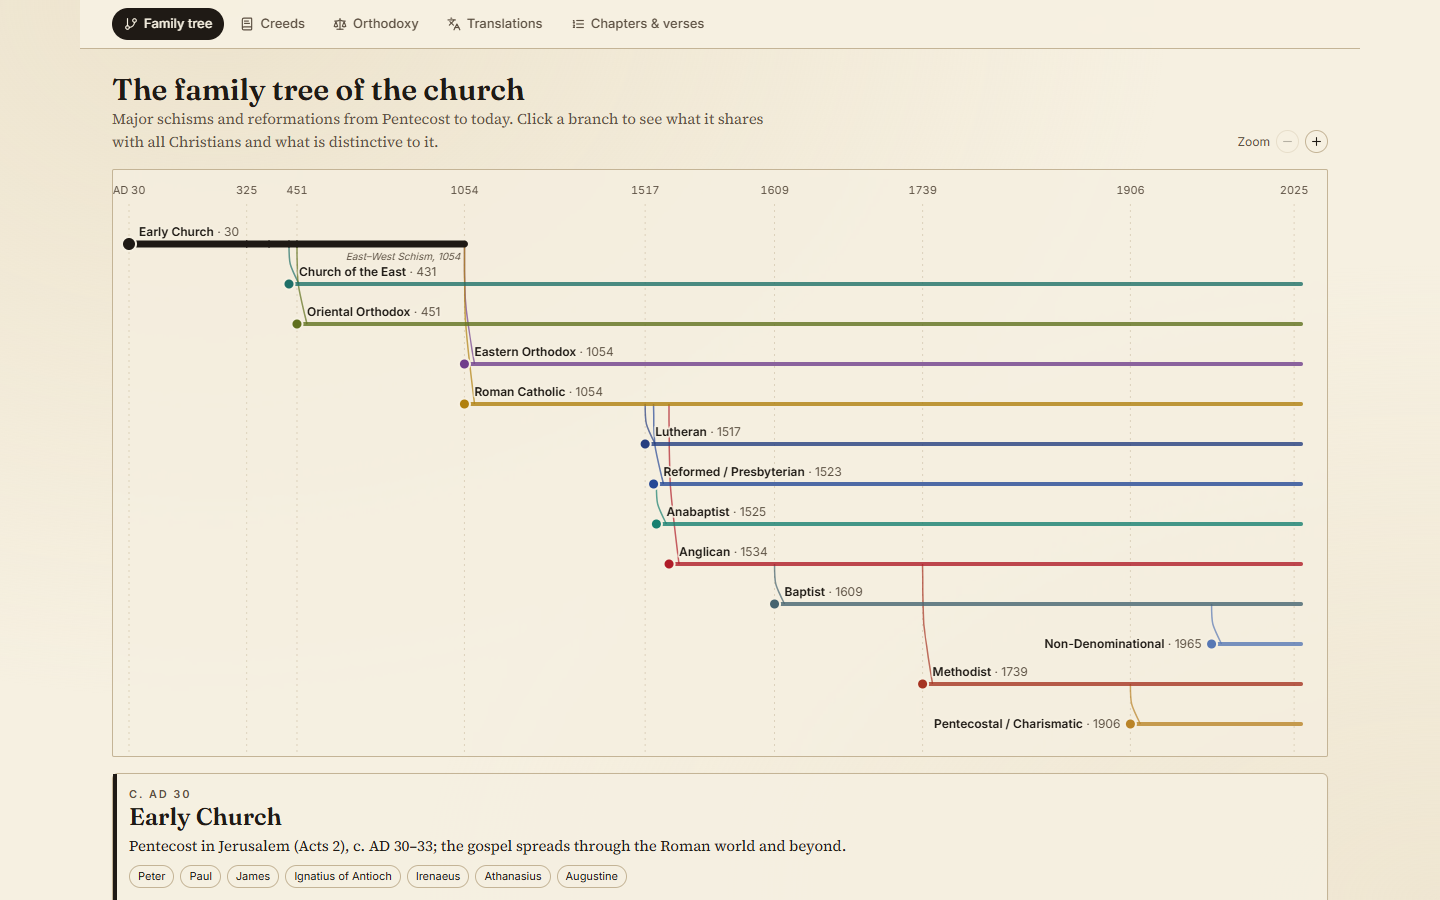 Family tree
Creeds
Orthodoxy
Translations
Chapters & verses
The family tree of the church
Major schisms and reformations from Pentecost to today. Click a branch to see what it shares
with all Christians and what is distinctive to it.
Zoom − +
AD 30 325 451 1054 1517 1609 1739 1906 2025
Early Church · 30
East–West Schism, 1054
Church of the East · 431
Oriental Orthodox · 451
Eastern Orthodox · 1054
Roman Catholic · 1054
Lutheran · 1517
Reformed / Presbyterian · 1523
Anabaptist · 1525
Anglican · 1534
Baptist · 1609
Non-Denominational · 1965
Methodist · 1739
Pentecostal / Charismatic · 1906
C. AD 30
Early Church
Pentecost in Jerusalem (Acts 2), c. AD 30–33; the gospel spreads through the Roman world and beyond.
Peter Paul James Ignatius of Antioch Irenaeus Athanasius Augustine